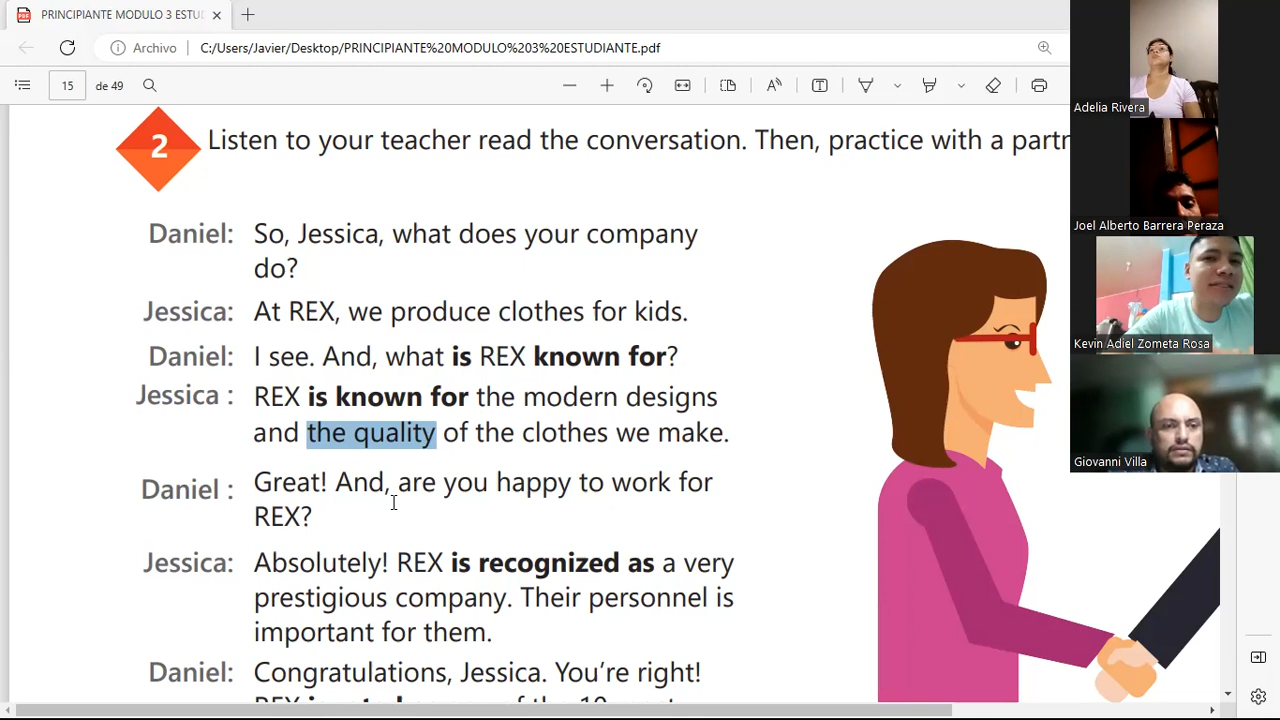 PRINCIPIANTE MODULO 3 ESTUD
Archivo
C:/Users/Javier/Desktop/PRINCIPIANTE%20MODULO%203%20ESTUDIANTE.pdf
15 de 49
2 Listen to your teacher read the conversation. Then, practice with a partn
Daniel: So, Jessica, what does your company
do?
Jessica: At REX, we produce clothes for kids.
Daniel: I see. And, what is REX known for?
Jessica : REX is known for the modern designs
and the quality of the clothes we make.
Daniel : Great! And, are you happy to work for
REX?
Jessica: Absolutely! REX is recognized as a very
prestigious company. Their personnel is
important for them.
Daniel: Congratulations, Jessica. You’re right!
Adelia Rivera
Joel Alberto Barrera Peraza
Kevin Adiel Zometa Rosa
Giovanni Villa